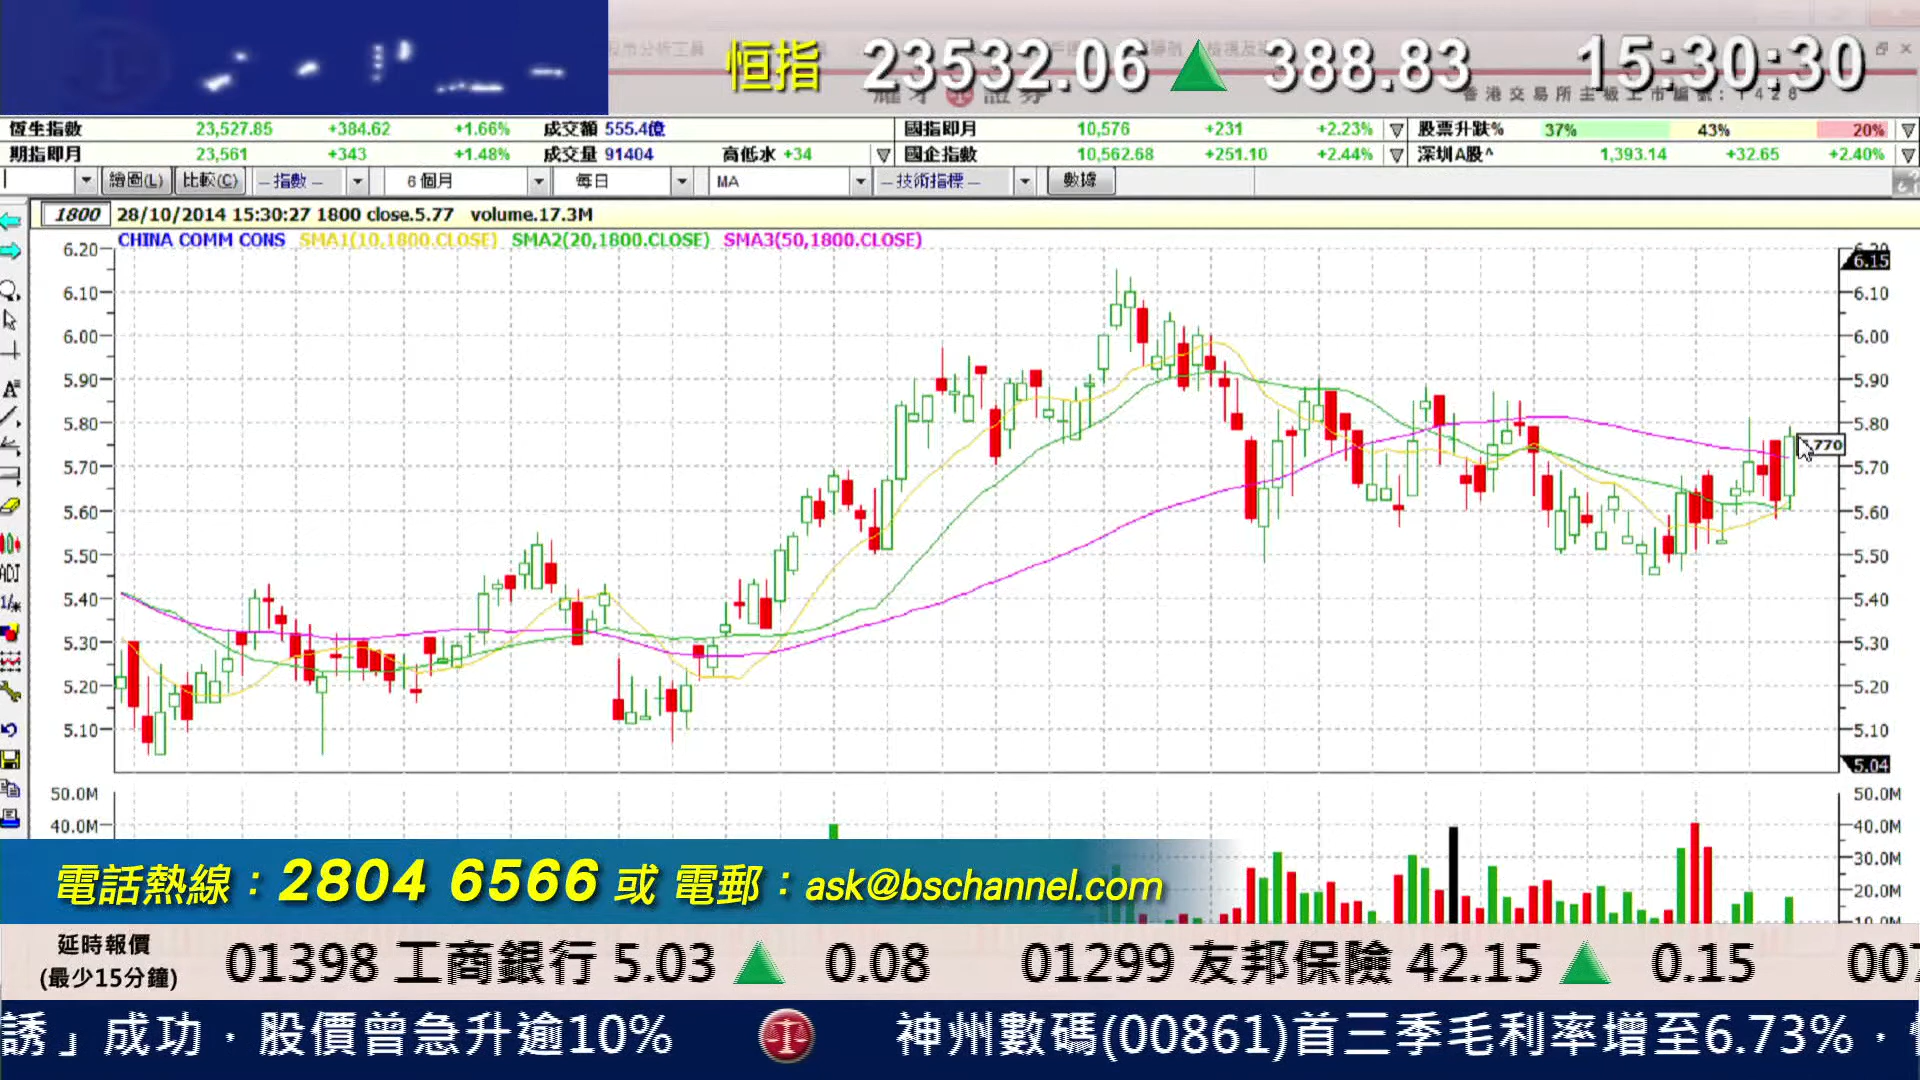 恒指 23532.06 ▲ 388.83 15:30:30
恆生指數 23,527.85 +384.62 +1.66% 成交額 555.4億 國指即月 10,576 +231 +2.23% 股票升跌% 37% 43% 20%
期指即月 23,561 +343 +1.48% 成交量 91404 高低水 +34 國企指數 10,562.68 +251.10 +2.44% 深圳A股^ 1,393.14 +32.65 +2.40%
繪圖(L) 比較(C) -- 指數 -- 6 個月 每日 MA -- 技術指標 -- 數據
1800 28/10/2014 15:30:27 1800 close.5.77 volume.17.3M
CHINA COMM CONS SMA1(10,1800.CLOSE) SMA2(20,1800.CLOSE) SMA3(50,1800.CLOSE)
6.20 6.20
6.15
6.10 6.10
6.00 6.00
5.90 5.90
5.80 5.80
.770
5.70 5.70
5.60 5.60
5.50 5.50
5.40 5.40
5.30 5.30
5.20 5.20
5.10 5.10
5.04
50.0M 50.0M
40.0M 40.0M
30.0M
20.0M
10.0M
電話熱線：2804 6566 或 電郵：ask@bschannel.com
延時報價
(最少15分鐘)
01398 工商銀行 5.03 ▲ 0.08 01299 友邦保險 42.15 ▲ 0.15 007
誘」成功．股價曾急升逾10% 神州數碼(00861)首三季毛利率增至6.73%．